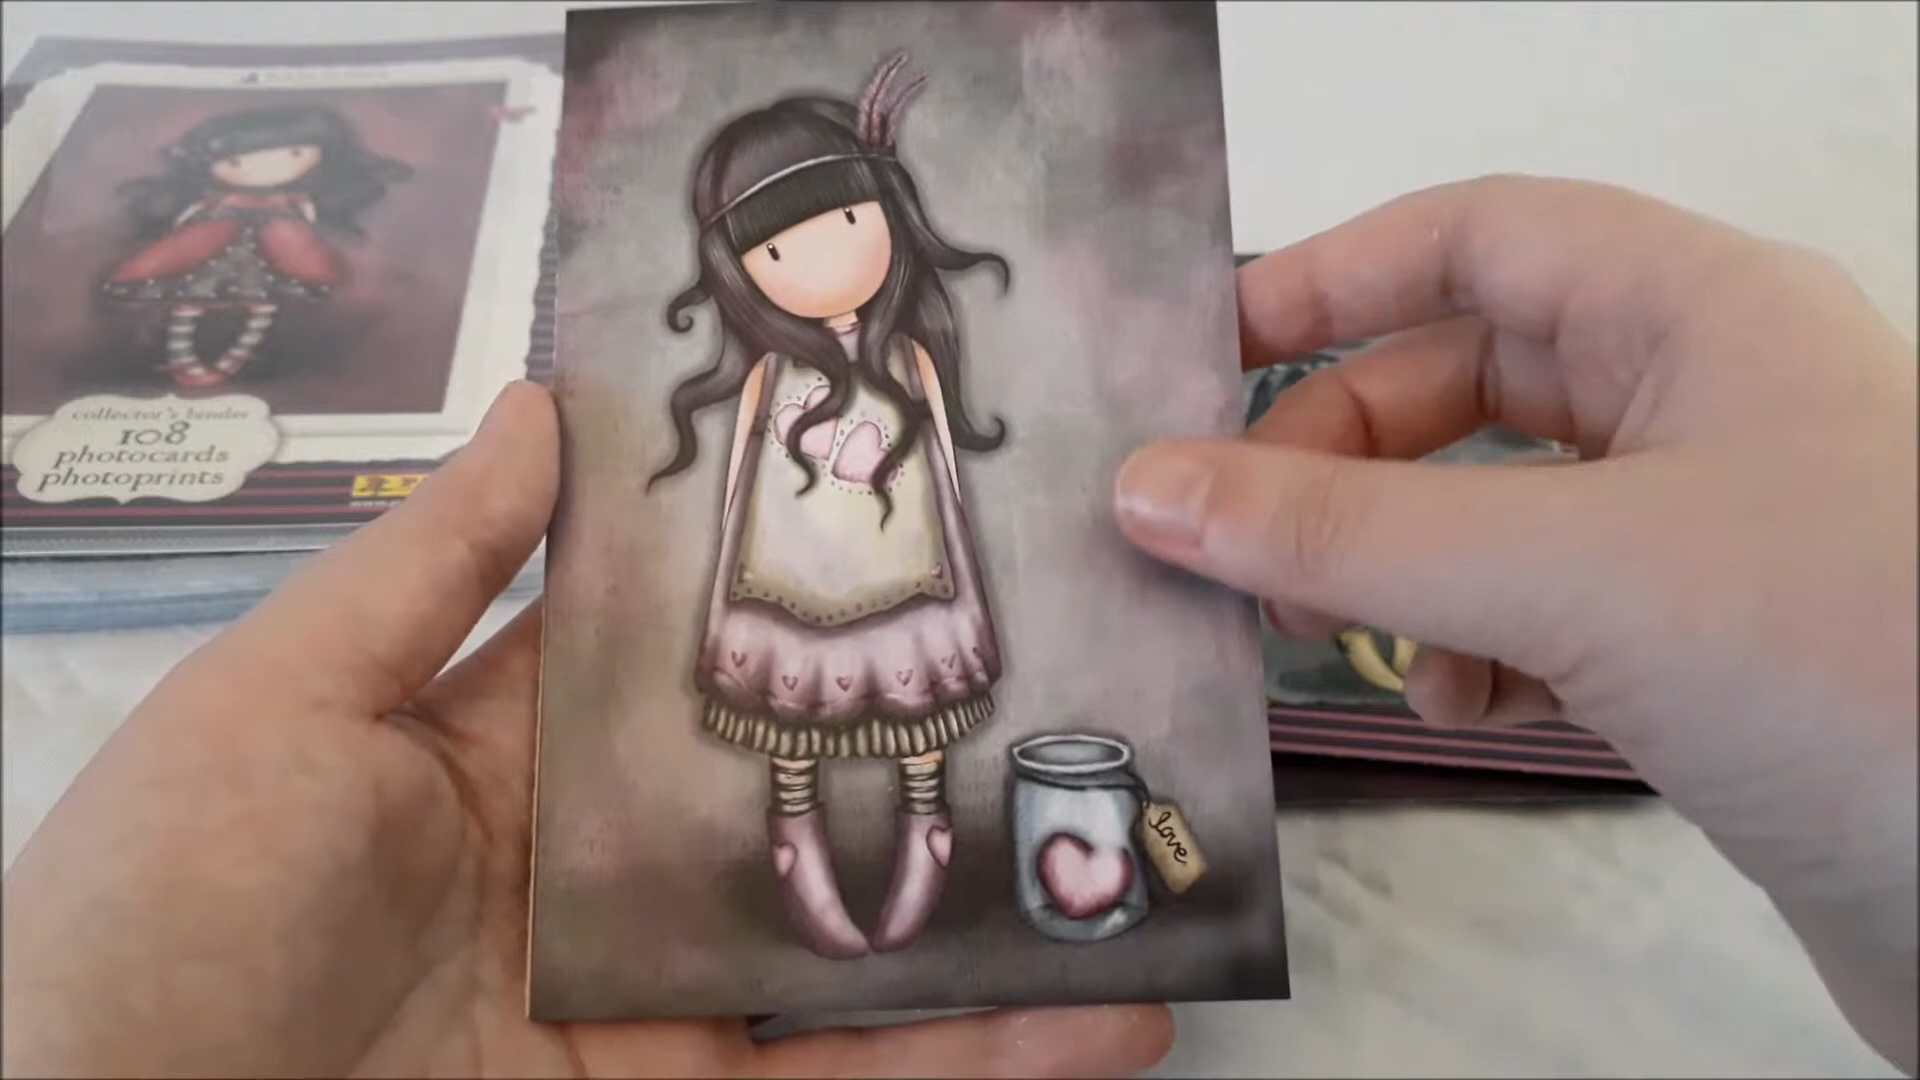 collector's binder
108
photocards
photoprints
love